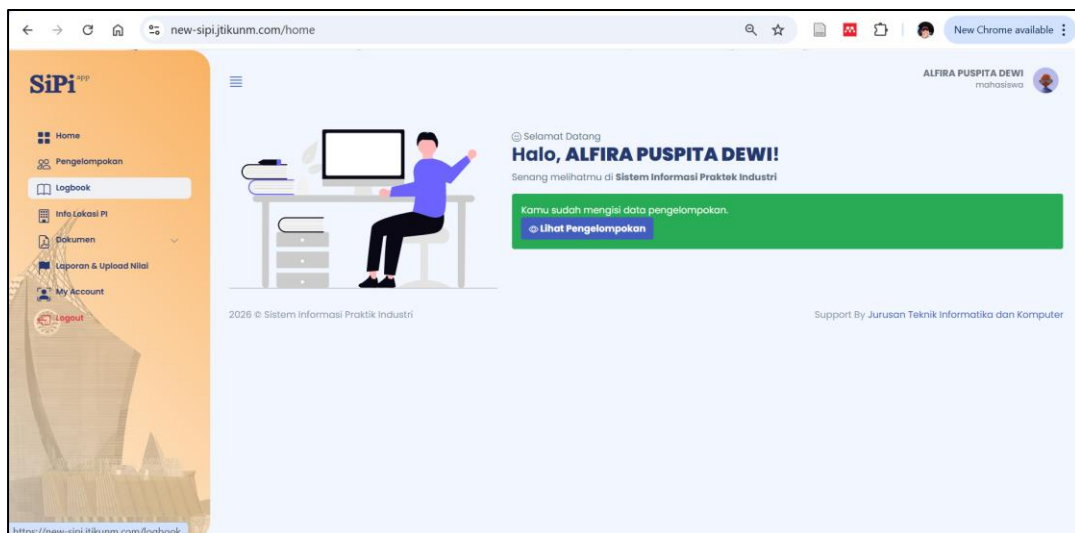 new-sipi.jtikunm.com/home
New Chrome available
SiPi app
ALFIRA PUSPITA DEWI
mahasiswa
Home
Pengelompokan
Logbook
Info Lokasi PI
Dokumen
Laporan & Upload Nilai
My Account
Logout
Selamat Datang
Halo, ALFIRA PUSPITA DEWI!
Senang melihatmu di Sistem Informasi Praktek Industri
Kamu sudah mengisi data pengelompokan.
Lihat Pengelompokan
2026 © Sistem Informasi Praktik Industri
Support By Jurusan Teknik Informatika dan Komputer
https://new-sipi.jtikunm.com/logbook